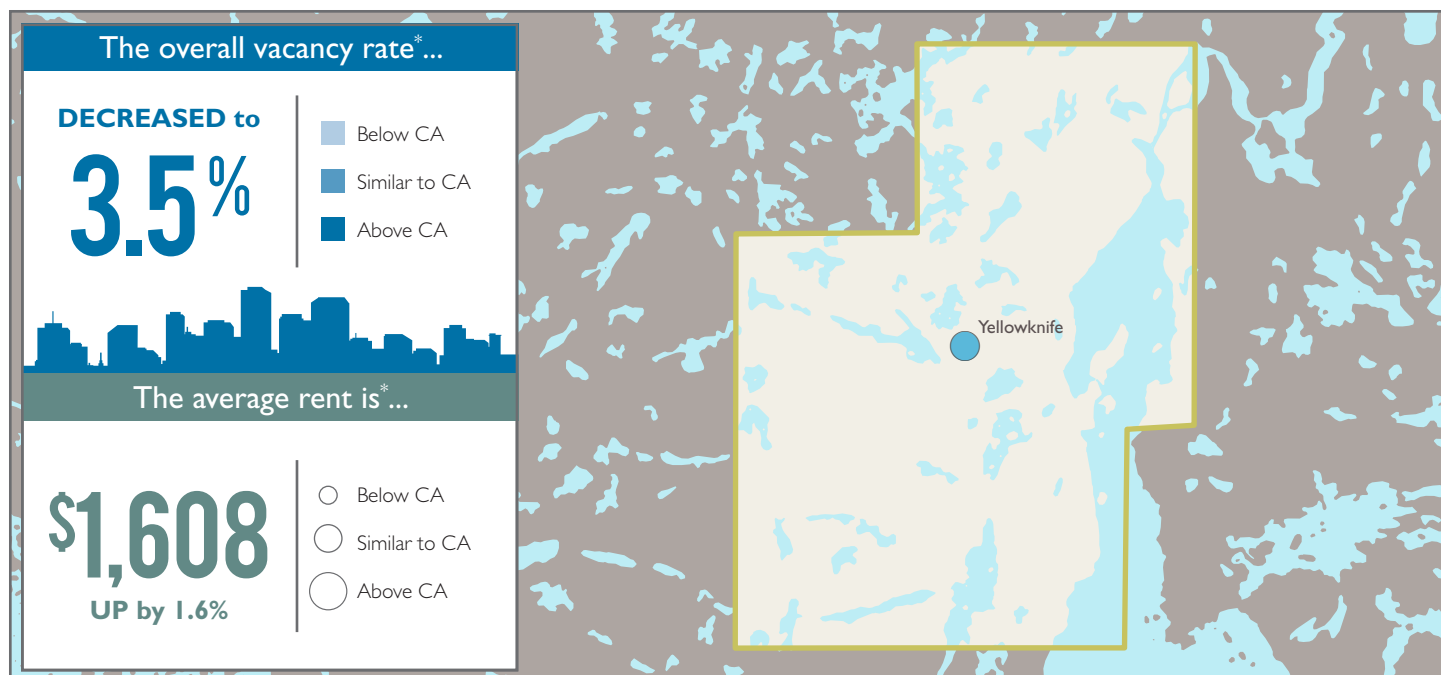 The overall vacancy rate*...
DECREASED to
3.5%
Below CA
Similar to CA
Above CA
The average rent is*...
$1,608
UP by 1.6%
Below CA
Similar to CA
Above CA
Yellowknife